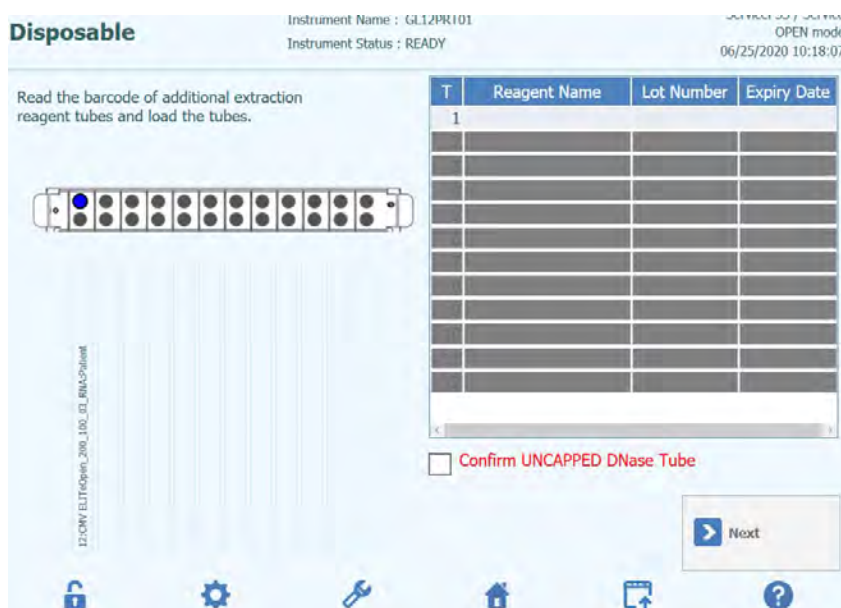 Disposable
Instrument Name : GL12PRT01
Instrument Status : READY
OPEN mode
06/25/2020 10:18:07
Read the barcode of additional extraction
reagent tubes and load the tubes.
T Reagent Name Lot Number Expiry Date
1
12:CMV ELITeOpen_200_100_03_RNA:Patient
Confirm UNCAPPED DNase Tube
Next